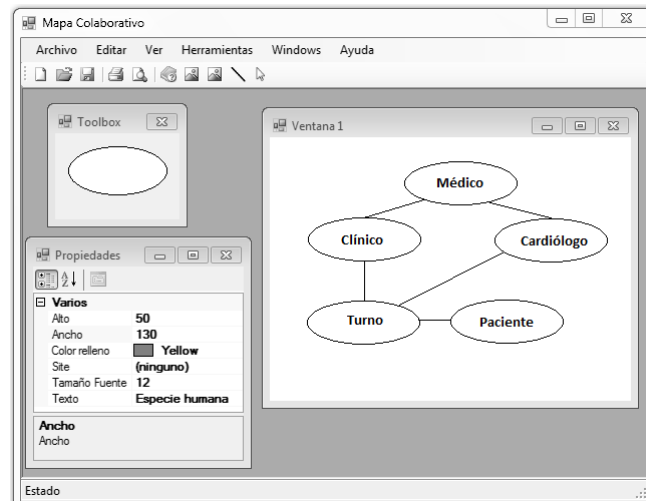 Mapa Colaborativo
Archivo Editar Ver Herramientas Windows Ayuda
Toolbox
Ventana 1
Médico
Clínico
Cardiólogo
Turno
Paciente
Propiedades
A
Z
Varios
Alto 50
Ancho 130
Color relleno Yellow
Site (ninguno)
Tamaño Fuente 12
Texto Especie humana
Ancho
Ancho
Estado